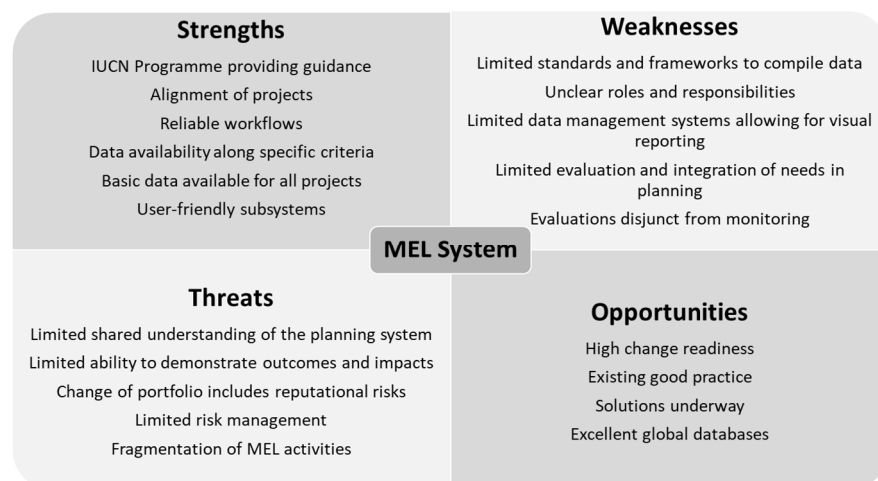 Strengths
IUCN Programme providing guidance
Alignment of projects
Reliable workflows
Data availability along specific criteria
Basic data available for all projects
User-friendly subsystems
Weaknesses
Limited standards and frameworks to compile data
Unclear roles and responsibilities
Limited data management systems allowing for visual
reporting
Limited evaluation and integration of needs in
planning
Evaluations disjunct from monitoring
MEL System
Threats
Limited shared understanding of the planning system
Limited ability to demonstrate outcomes and impacts
Change of portfolio includes reputational risks
Limited risk management
Fragmentation of MEL activities
Opportunities
High change readiness
Existing good practice
Solutions underway
Excellent global databases